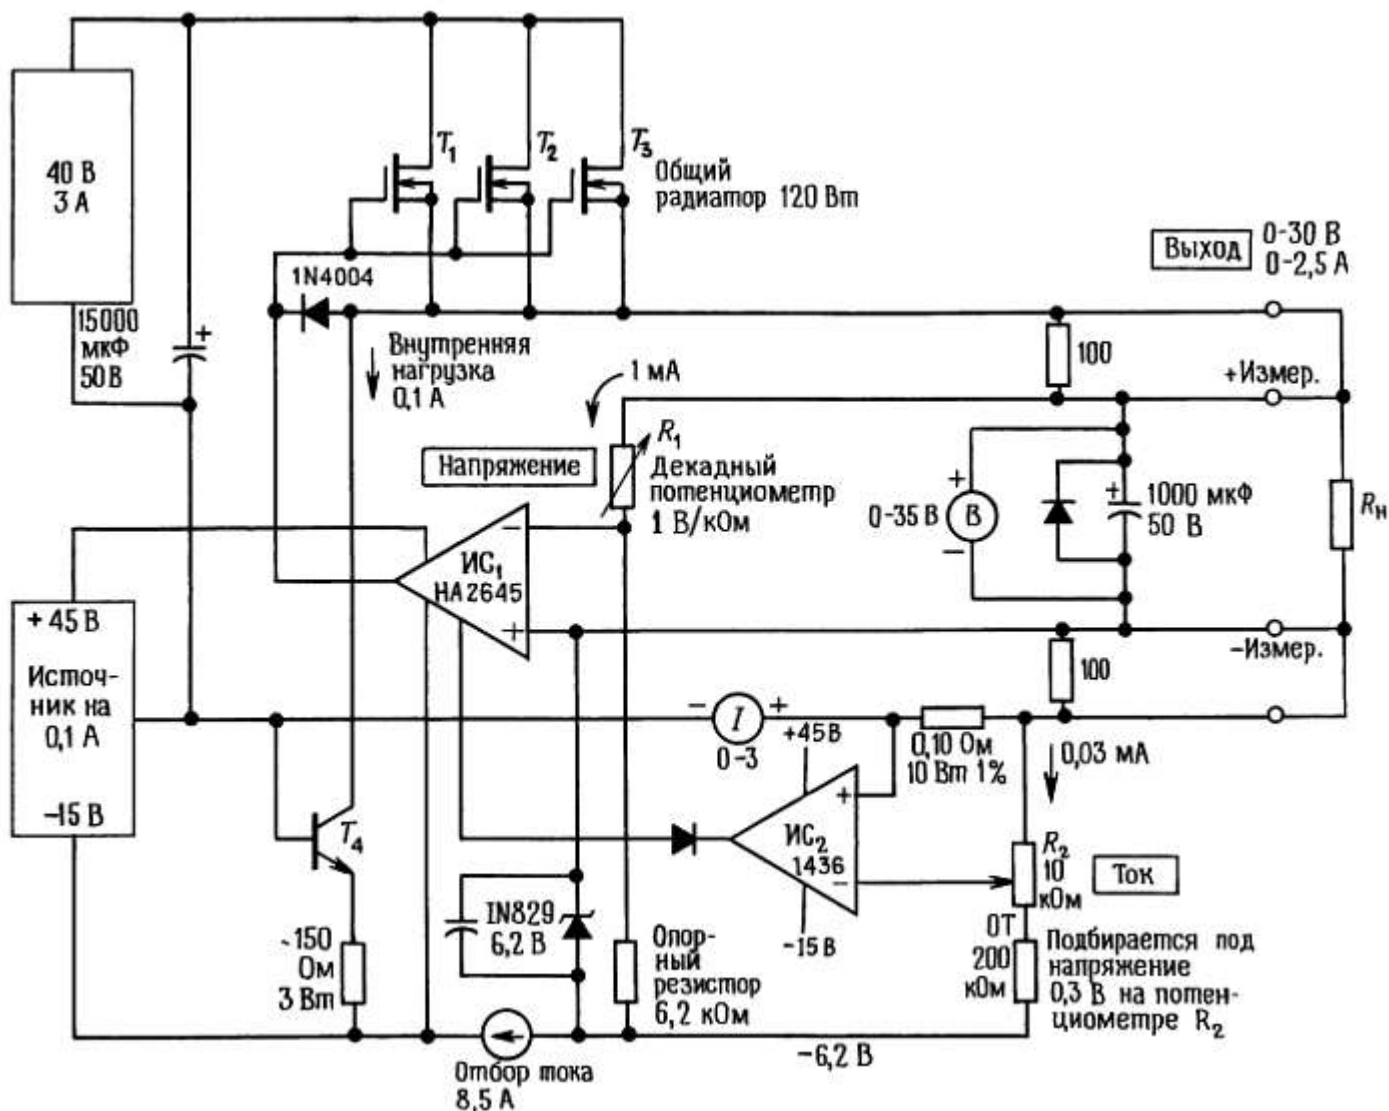 40 В
3 А
T1
T2
T3
Общий
радиатор 120 Вт
Выход
0-30 В
0-2,5 А
1N4004
15000
мкФ
50 В
+
Внутренняя
нагрузка
0,1 А
1 мА
100
+Измер.
Напряжение
R1
Декадный
потенциометр
1 В/кОм
0-35 В
+
В
−
+
1000 мкФ
50 В
RН
−
ИС1
HA2645
+
+45 В
Источ-
ник на
0,1 А
-15 В
−Измер.
100
−
I
+
0-3
+45 В
0,10 Ом
10 Вт 1%
0,03 мА
T4
+
ИС2
1436
−
-15 В
R2
10
кОм
Ток
~150
Ом
3 Вт
IN829
6,2 В
Опор-
ный
резистор
6,2 кОм
ОТ
200
кОм
Подбирается под
напряжение
0,3 В на потен-
циометре R2
-6,2 В
Отбор тока
8,5 А